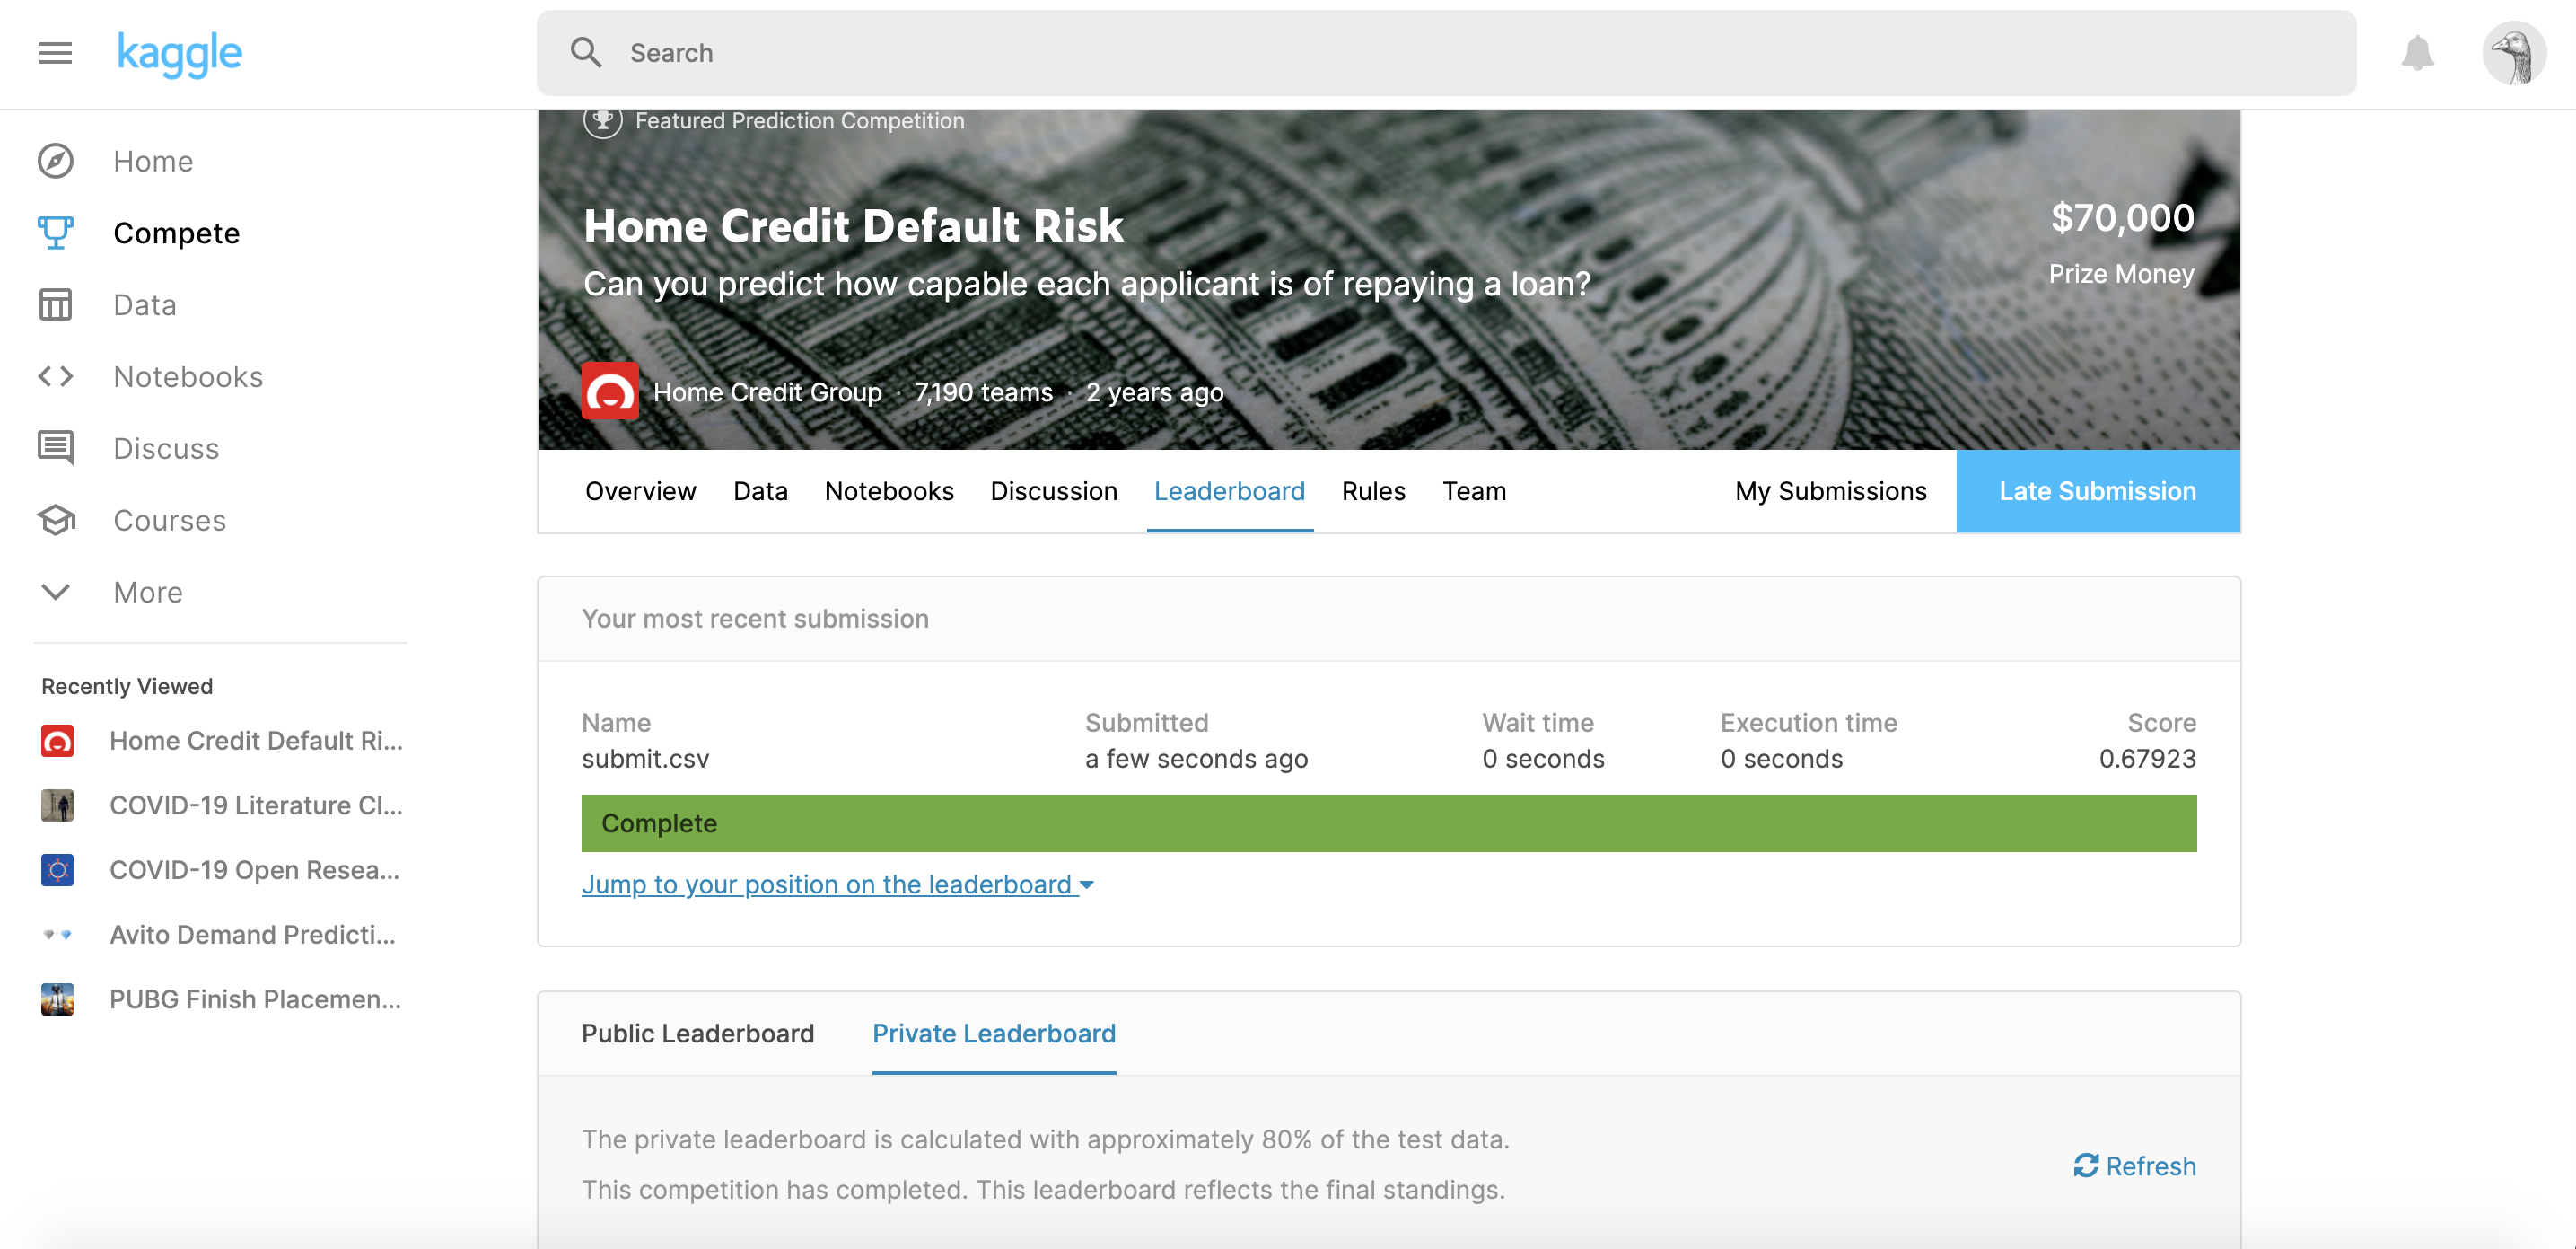 kaggle
Search
Home
Compete
Data
Notebooks
Discuss
Courses
More
Recently Viewed
Home Credit Default Ri...
COVID-19 Literature Cl...
COVID-19 Open Resea...
Avito Demand Predicti...
PUBG Finish Placemen...
Featured Prediction Competition
Home Credit Default Risk
$70,000
Can you predict how capable each applicant is of repaying a loan?
Prize Money
Home Credit Group · 7,190 teams · 2 years ago
Overview Data Notebooks Discussion Leaderboard Rules Team My Submissions Late Submission
Your most recent submission
Name Submitted Wait time Execution time Score
submit.csv a few seconds ago 0 seconds 0 seconds 0.67923
Complete
Jump to your position on the leaderboard
Public Leaderboard Private Leaderboard
The private leaderboard is calculated with approximately 80% of the test data.
This competition has completed. This leaderboard reflects the final standings.
Refresh